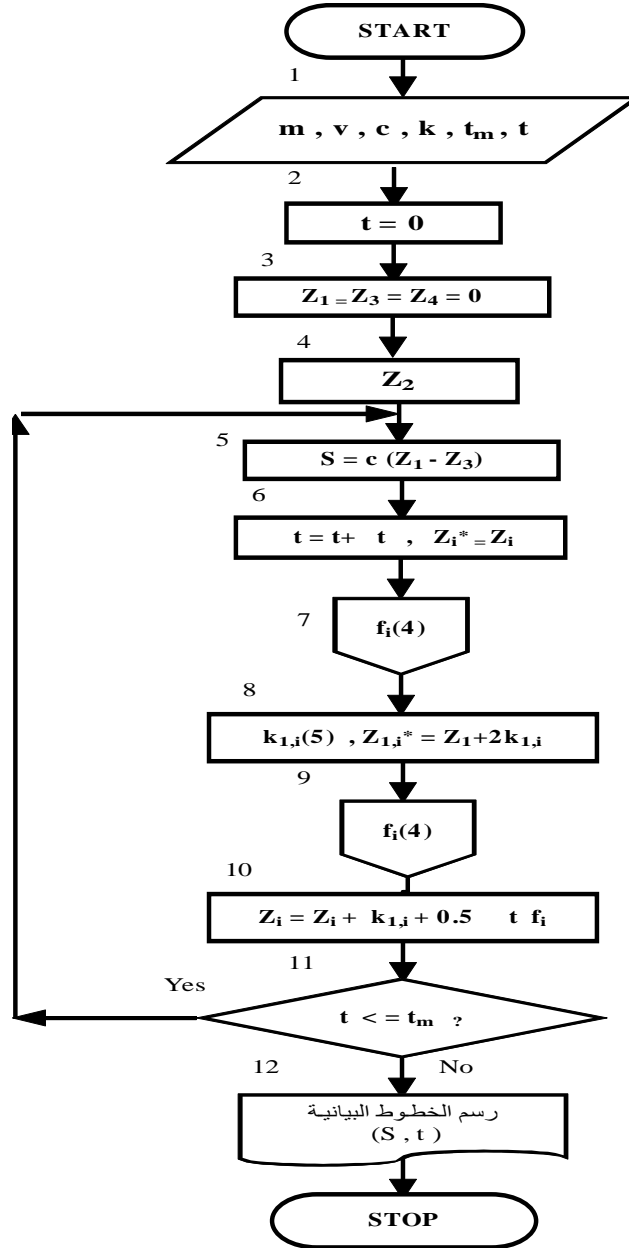 START
1
m , v , c , k , tₘ , t
2
t = 0
3
Z₁ = Z₃ = Z₄ = 0
4
Z₂
5
S = c (Z₁ - Z₃)
6
t = t+ t , Zᵢ* = Zᵢ
7
fᵢ(4)
8
k₁,ᵢ(5) , Z₁,ᵢ* = Z₁+2k₁,ᵢ
9
fᵢ(4)
10
Zᵢ = Zᵢ + k₁,ᵢ + 0.5 t fᵢ
11
Yes
t < = tₘ ?
12
No
رسم الخطوط البيانية
(S , t)
STOP